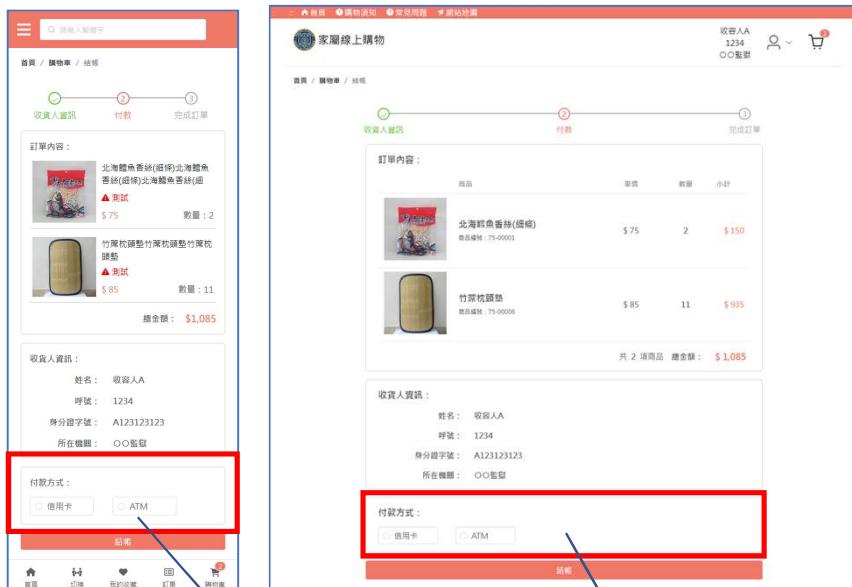 請輸入關鍵字
首頁 / 購物車 / 結帳
2
3
收貨人資訊
付款
完成訂單
訂單內容：
北海鱈魚香絲(細條)北海鱈魚
香絲(細條)北海鱈魚香絲(細
測試
$ 75
數量：2
竹蓆枕頭墊竹蓆枕頭墊竹蓆枕
頭墊
測試
$ 85
數量：11
總金額： $1,085
收貨人資訊：
姓名： 收容人A
呼號： 1234
身分證字號： A123123123
所在機關： ○○監獄
付款方式：
信用卡
ATM
結帳
2
首頁
切換
我的收藏
訂單
購物車
首頁
購物須知
常見問題
網站地圖
家屬線上購物
收容人A
1234
○○監獄
2
首頁 / 購物車 / 結帳
2
3
收貨人資訊
付款
完成訂單
訂單內容：
商品
單價
數量
小計
北海鱈魚香絲(細條)
商品編號：75-00001
$ 75
2
$ 150
竹蓆枕頭墊
商品編號：75-00006
$ 85
11
$ 935
共 2 項商品 總金額： $ 1,085
收貨人資訊：
姓名： 收容人A
呼號： 1234
身分證字號： A123123123
所在機關： ○○監獄
付款方式：
信用卡
ATM
結帳